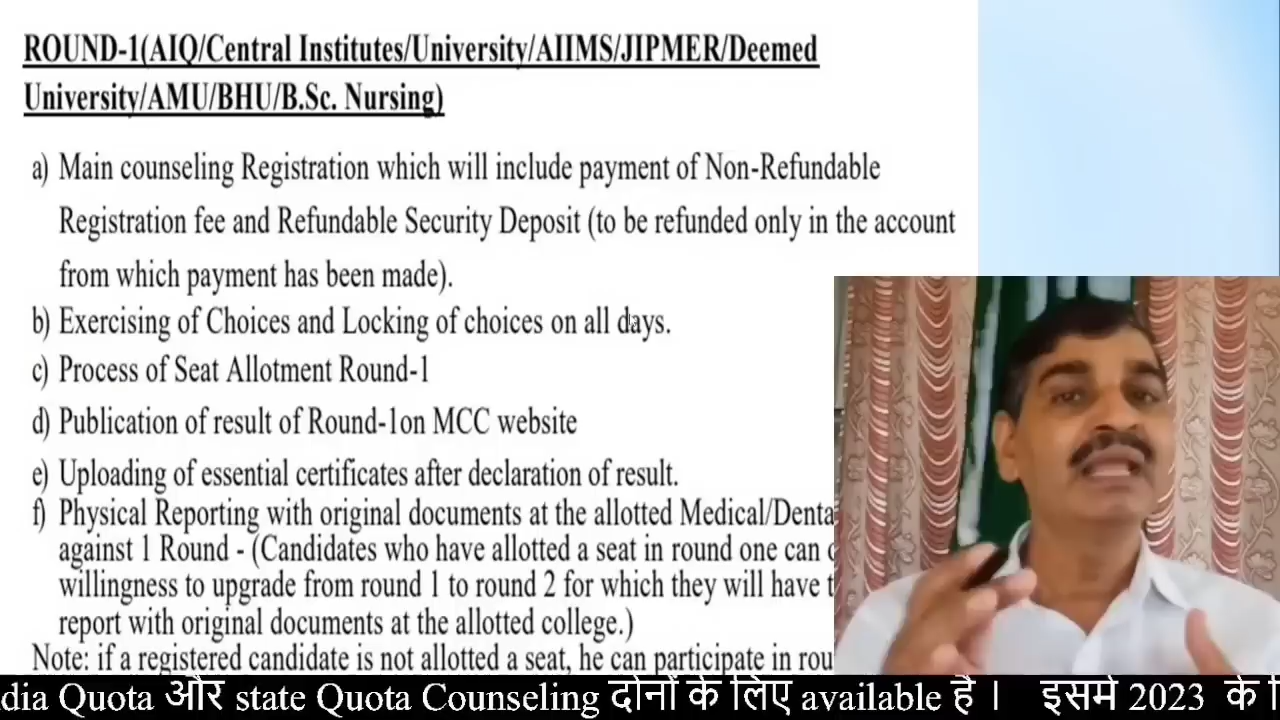 ROUND-1(AIQ/Central Institutes/University/AIIMS/JIPMER/Deemed
University/AMU/BHU/B.Sc. Nursing)
a) Main counseling Registration which will include payment of Non-Refundable
Registration fee and Refundable Security Deposit (to be refunded only in the account
from which payment has been made).
b) Exercising of Choices and Locking of choices on all days.
c) Process of Seat Allotment Round-1
d) Publication of result of Round-1on MCC website
e) Uploading of essential certificates after declaration of result.
f) Physical Reporting with original documents at the allotted Medical/Denta
against 1 Round - (Candidates who have allotted a seat in round one can
willingness to upgrade from round 1 to round 2 for which they will have
report with original documents at the allotted college.)
Note: if a registered candidate is not allotted a seat, he can participate in rou
dia Quota और state Quota Counseling दोनों के लिए available है । इसमें 2023 के